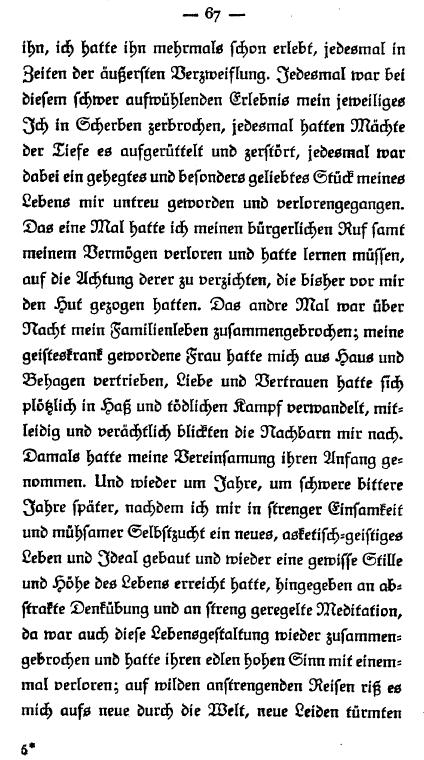 — 67 —
ihn, ich hatte ihn mehrmals schon erlebt, jedesmal in
Zeiten der äußersten Verzweiflung. Jedesmal war bei
diesem schwer aufwühlenden Erlebnis mein jeweiliges
Ich in Scherben zerbrochen, jedesmal hatten Mächte
der Tiefe es aufgerüttelt und zerstört, jedesmal war
dabei ein gehegtes und besonders geliebtes Stück meines
Lebens mir untreu geworden und verlorengegangen.
Das eine Mal hatte ich meinen bürgerlichen Ruf samt
meinem Vermögen verloren und hatte lernen müssen,
auf die Achtung derer zu verzichten, die bisher vor mir
den Hut gezogen hatten. Das andre Mal war über
Nacht mein Familienleben zusammengebrochen; meine
geisteskrank gewordene Frau hatte mich aus Haus und
Behagen vertrieben, Liebe und Vertrauen hatte sich
plötzlich in Haß und tödlichen Kampf verwandelt, mit-
leidig und verächtlich blickten die Nachbarn mir nach.
Damals hatte meine Vereinsamung ihren Anfang ge-
nommen. Und wieder um Jahre, um schwere bittere
Jahre später, nachdem ich mir in strenger Einsamkeit
und mühsamer Selbstzucht ein neues, asketisch-geistiges
Leben und Ideal gebaut und wieder eine gewisse Stille
und Höhe des Lebens erreicht hatte, hingegeben an ab-
strakte Denkübung und an streng geregelte Meditation,
da war auch diese Lebensgestaltung wieder zusammen-
gebrochen und hatte ihren edlen hohen Sinn mit einem-
mal verloren; auf wilden anstrengenden Reisen riß es
mich aufs neue durch die Welt, neue Leiden türmten
6*